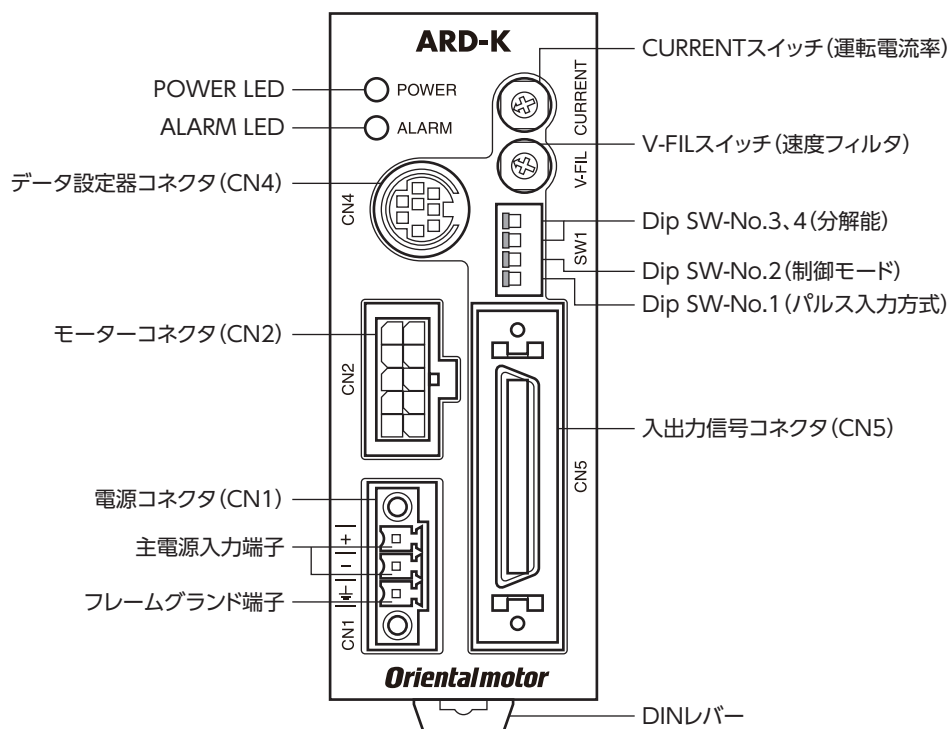 ARD-K
CURRENTスイッチ(運転電流率)
POWER LED
POWER
CURRENT
ALARM LED
ALARM
V-FILスイッチ(速度フィルタ)
V-FIL
データ設定器コネクタ(CN4)
CN4
Dip SW-No.3、4(分解能)
SW1
Dip SW-No.2(制御モード)
Dip SW-No.1(パルス入力方式)
モーターコネクタ(CN2)
CN2
入出力信号コネクタ(CN5)
CN5
電源コネクタ(CN1)
+
主電源入力端子
-
フレームグランド端子
CN1
Orientalmotor
DINレバー